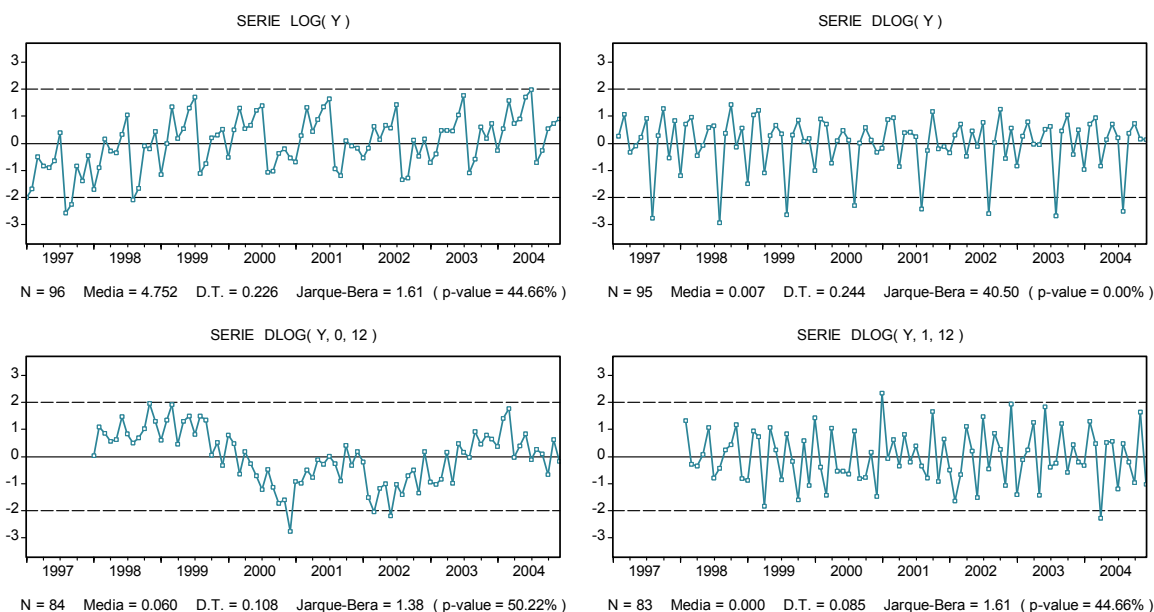 SERIE LOG( Y )
3
2
1
0
-1
-2
-3
1997 1998 1999 2000 2001 2002 2003 2004
N = 96 Media = 4.752 D.T. = 0.226 Jarque-Bera = 1.61 ( p-value = 44.66% )
SERIE DLOG( Y )
3
2
1
0
-1
-2
-3
1997 1998 1999 2000 2001 2002 2003 2004
N = 95 Media = 0.007 D.T. = 0.244 Jarque-Bera = 40.50 ( p-value = 0.00% )
SERIE DLOG( Y, 0, 12 )
3
2
1
0
-1
-2
-3
1997 1998 1999 2000 2001 2002 2003 2004
N = 84 Media = 0.060 D.T. = 0.108 Jarque-Bera = 1.38 ( p-value = 50.22% )
SERIE DLOG( Y, 1, 12 )
3
2
1
0
-1
-2
-3
1997 1998 1999 2000 2001 2002 2003 2004
N = 83 Media = 0.000 D.T. = 0.085 Jarque-Bera = 1.61 ( p-value = 44.66% )